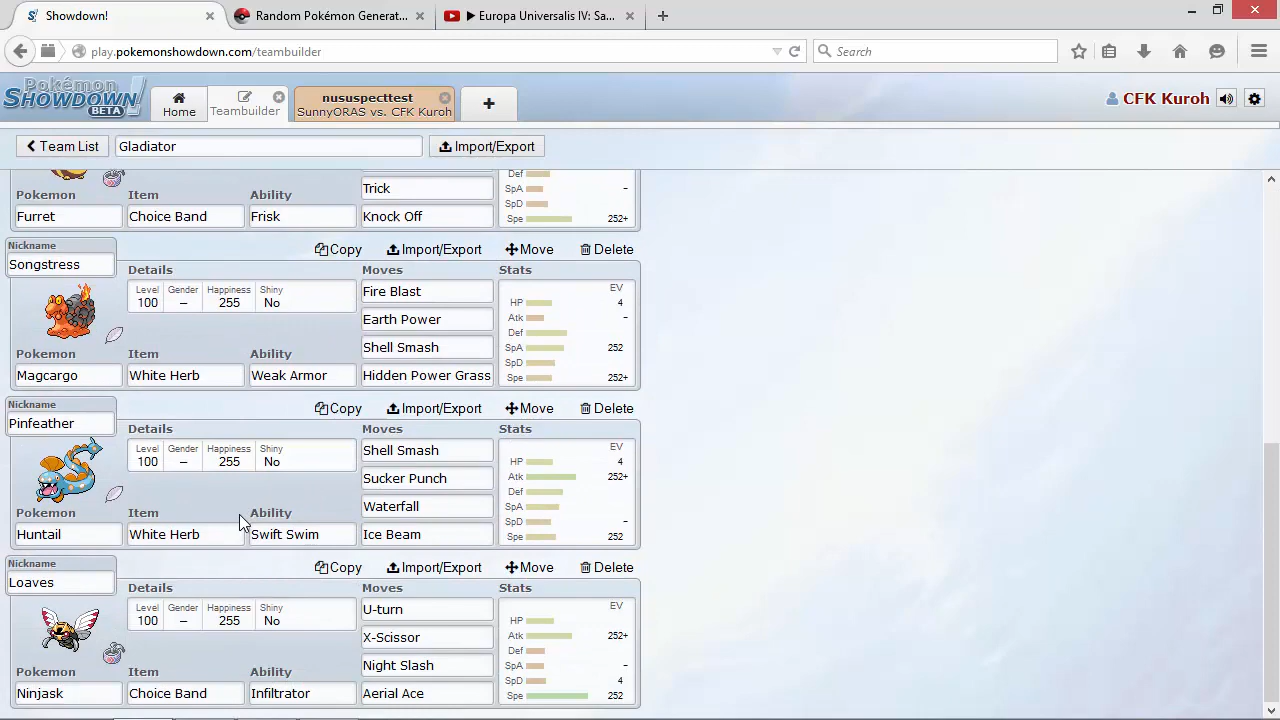 Showdown!
Random Pokémon Generat...
▶ Europa Universalis IV: Sa...
play.pokemonshowdown.com/teambuilder
Search
Pokémon
Showdown!
BETA
Home
Teambuilder
nususpecttest
SunnyORAS vs. CFK Kuroh
CFK Kuroh
Team List
Gladiator
Import/Export
Trick
Def
SpA
-
SpD
Pokemon
Item
Ability
Furret
Choice Band
Frisk
Knock Off
Spe
252+
Nickname
Songstress
Copy
Import/Export
Move
Delete
Details
Moves
Stats
Level
Gender
Happiness
Shiny
100
–
255
No
Fire Blast
Earth Power
Shell Smash
Hidden Power Grass
EV
HP
4
Atk
-
Def
SpA
252
SpD
Spe
252+
Pokemon
Item
Ability
Magcargo
White Herb
Weak Armor
Nickname
Pinfeather
Copy
Import/Export
Move
Delete
Details
Moves
Stats
Level
Gender
Happiness
Shiny
100
–
255
No
Shell Smash
Sucker Punch
Waterfall
Ice Beam
EV
HP
4
Atk
252+
Def
SpA
SpD
-
Spe
252
Pokemon
Item
Ability
Huntail
White Herb
Swift Swim
Nickname
Loaves
Copy
Import/Export
Move
Delete
Details
Moves
Stats
Level
Gender
Happiness
Shiny
100
–
255
No
U-turn
X-Scissor
Night Slash
Aerial Ace
EV
HP
Atk
252+
Def
SpA
-
SpD
4
Spe
252
Pokemon
Item
Ability
Ninjask
Choice Band
Infiltrator